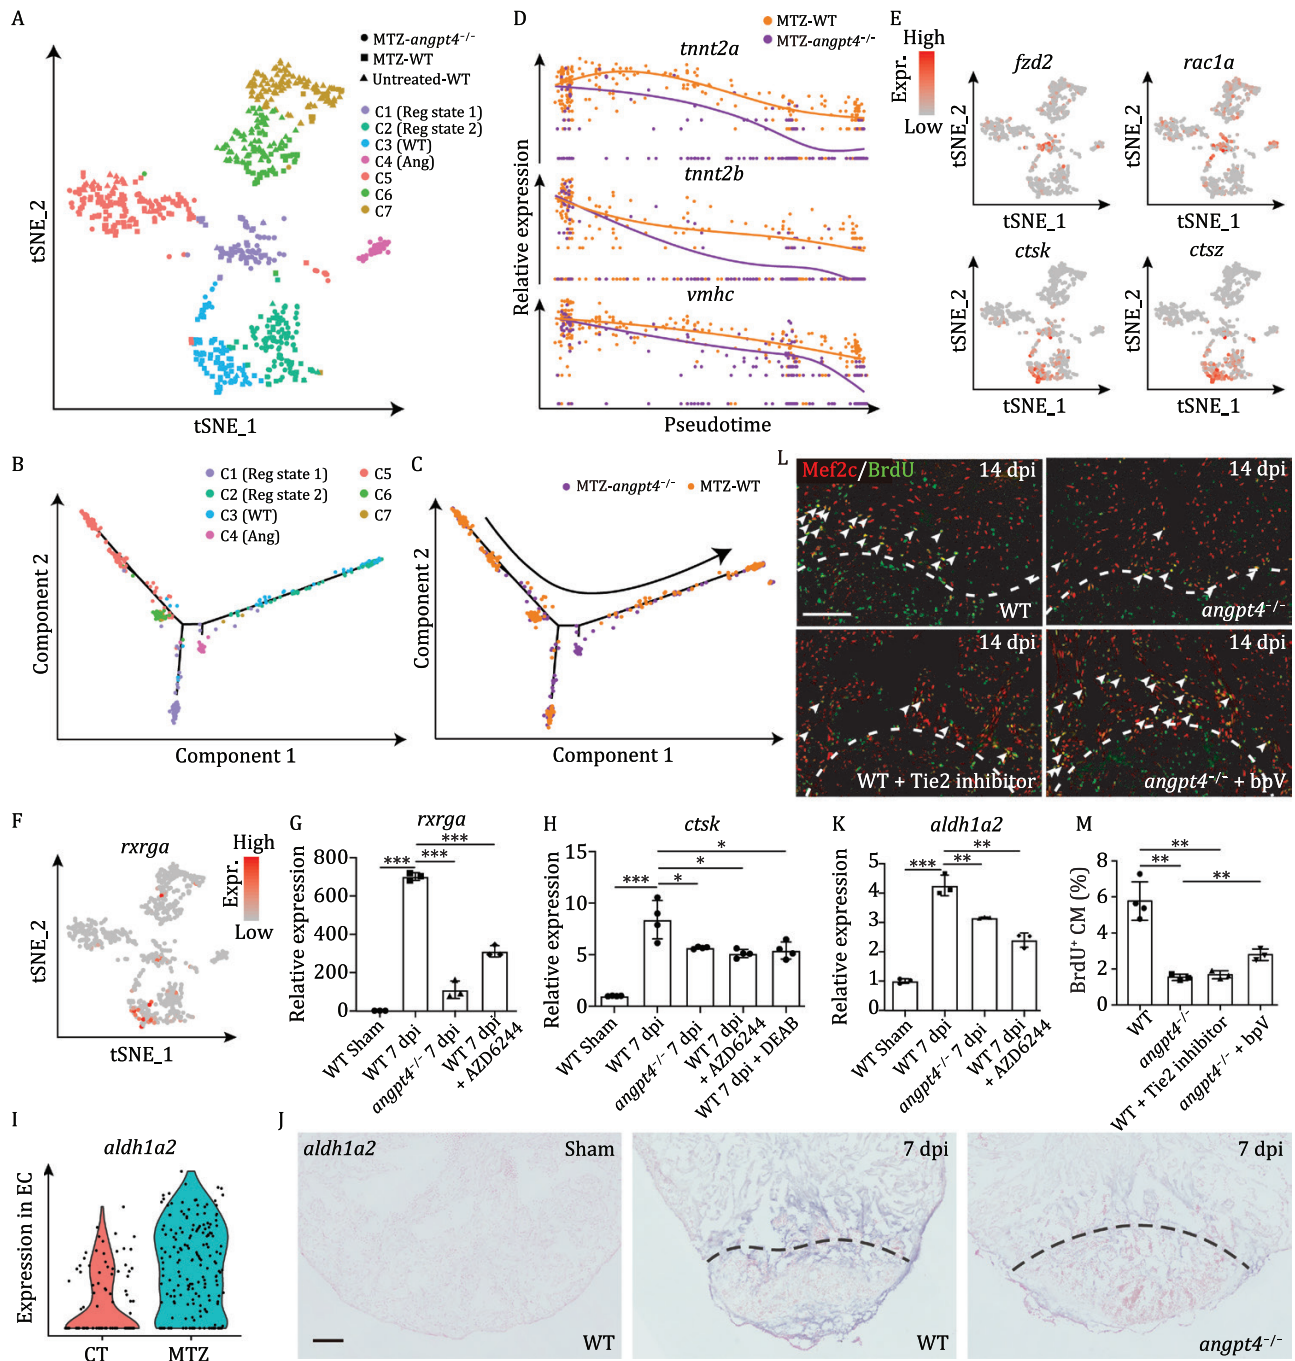 A
MTZ-angpt4⁻/⁻
MTZ-WT
Untreated-WT
C1 (Reg state 1)
C2 (Reg state 2)
C3 (WT)
C4 (Ang)
C5
C6
C7
tSNE_2
tSNE_1
D
MTZ-WT
MTZ-angpt4⁻/⁻
tnnt2a
tnnt2b
vmhc
Relative expression
Pseudotime
E
High
Expr.
Low
fzd2
rac1a
tSNE_2
tSNE_2
tSNE_1
tSNE_1
ctsk
ctsz
tSNE_2
tSNE_2
tSNE_1
tSNE_1
B
C1 (Reg state 1)
C2 (Reg state 2)
C3 (WT)
C4 (Ang)
C5
C6
C7
Component 2
Component 1
C
MTZ-angpt4⁻/⁻
MTZ-WT
Component 2
Component 1
L
Mef2c/BrdU
14 dpi
WT
14 dpi
angpt4⁻/⁻
14 dpi
WT + Tie2 inhibitor
14 dpi
angpt4⁻/⁻ + bpV
F
rxrga
High
Expr.
Low
tSNE_2
tSNE_1
G
rxrga
***
***
***
Relative expression
800
600
400
200
0
WT Sham
WT 7 dpi
angpt4⁻/⁻ 7 dpi
WT 7 dpi
+ AZD6244
H
ctsk
*
*
***
*
Relative expression
15
10
5
0
WT Sham
WT 7 dpi
angpt4⁻/⁻ 7 dpi
WT 7 dpi
+ AZD6244
WT 7 dpi + DEAB
K
aldh1a2
**
***
**
Relative expression
5
4
3
2
1
0
WT Sham
WT 7 dpi
angpt4⁻/⁻ 7 dpi
WT 7 dpi
+ AZD6244
M
**
**
**
BrdU⁺ CM (%)
8
6
4
2
0
WT
angpt4⁻/⁻
WT + Tie2 inhibitor
angpt4⁻/⁻ + bpV
I
aldh1a2
Expression in EC
CT
MTZ
J
aldh1a2
Sham
WT
7 dpi
WT
7 dpi
angpt4⁻/⁻